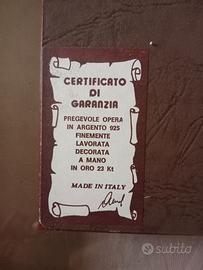 CERTIFICATO
DI
GARANZIA
PREGEVOLE OPERA
IN ARGENTO 925
FINEMENTE
LAVORATA
DECORATA
A MANO
IN ORO 23 Kt
MADE IN ITALY
subito